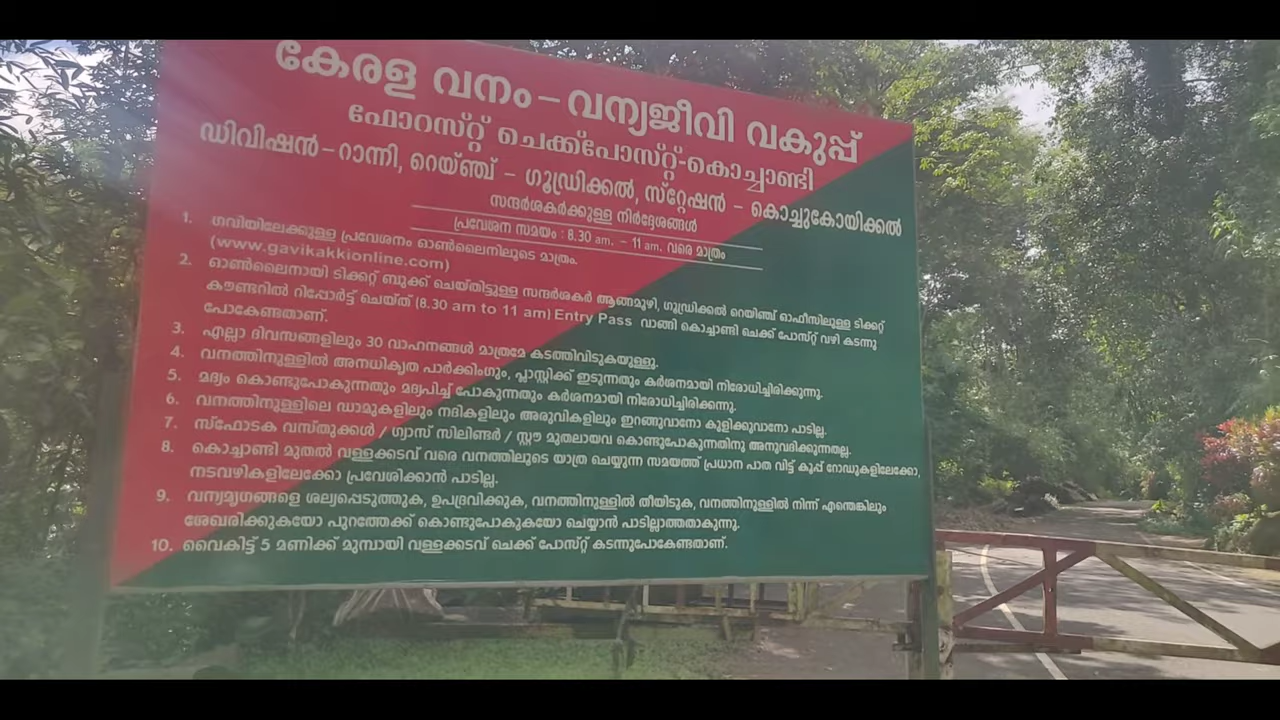 കേരള വനം – വന്യജീവി വകുപ്പ്
ഫോറസ്റ്റ് ചെക്ക്പോസ്റ്റ്-കൊച്ചാണ്ടി
ഡിവിഷൻ – റാന്നി, റെയ്ഞ്ച് – ഗൂഡ്രിക്കൽ, സ്റ്റേഷൻ – കൊച്ചുകോയിക്കൽ
സന്ദർശകർക്കുള്ള നിർദ്ദേശങ്ങൾ
പ്രവേശന സമയം : 8.30 am. – 11 am. വരെ മാത്രം
1. ഗവിയിലേക്കുള്ള പ്രവേശനം ഓൺലൈനിലൂടെ മാത്രം.
(www.gavikakkionline.com)
2. ഓൺലൈനായി ടിക്കറ്റ് ബുക്ക് ചെയ്തിട്ടുള്ള സന്ദർശകർ ആങ്ങമൂഴി, ഗൂഡ്രിക്കൽ റെയിഞ്ച് ഓഫീസിലുള്ള ടിക്കറ്റ്
കൗണ്ടറിൽ റിപ്പോർട്ട് ചെയ്ത് (8.30 am to 11 am) Entry Pass വാങ്ങി കൊച്ചാണ്ടി ചെക്ക് പോസ്റ്റ് വഴി കടന്നു
പോകേണ്ടതാണ്.
3. എല്ലാ ദിവസങ്ങളിലും 30 വാഹനങ്ങൾ മാത്രമേ കടത്തിവിടുകയുള്ളു.
4. വനത്തിനുള്ളിൽ അനധികൃത പാർക്കിംഗും, പ്ലാസ്റ്റിക്ക് ഇടുന്നതും കർശനമായി നിരോധിച്ചിരിക്കുന്നു.
5. മദ്യം കൊണ്ടുപോകുന്നതും മദ്യപിച്ച് പോകുന്നതും കർശനമായി നിരോധിച്ചിരിക്കന്നു.
6. വനത്തിനുള്ളിലെ ഡാമുകളിലും നദികളിലും അരുവികളിലും ഇറങ്ങുവാനോ കുളിക്കുവാനോ പാടില്ല.
7. സ്ഫോടക വസ്തുക്കൾ / ഗ്യാസ് സിലിണ്ടർ / സ്റ്റൗ മുതലായവ കൊണ്ടുപോകുന്നതിനു അനുവദിക്കുന്നതല്ല.
8. കൊച്ചാണ്ടി മുതൽ വള്ളക്കടവ് വരെ വനത്തിലൂടെ യാത്ര ചെയ്യുന്ന സമയത്ത് പ്രധാന പാത വിട്ട് കൂപ്പ് റോഡുകളിലേക്കോ,
നടവഴികളിലേക്കോ പ്രവേശിക്കാൻ പാടില്ല.
9. വന്യമൃഗങ്ങളെ ശല്യപ്പെടുത്തുക, ഉപദ്രവിക്കുക, വനത്തിനുള്ളിൽ തീയിടുക, വനത്തിനുള്ളിൽ നിന്ന് എന്തെങ്കിലും
ശേഖരിക്കുകയോ പുറത്തേക്ക് കൊണ്ടുപോകുകയോ ചെയ്യാൻ പാടില്ലാത്തതാകുന്നു.
10. വൈകിട്ട് 5 മണിക്ക് മുമ്പായി വള്ളക്കടവ് ചെക്ക് പോസ്റ്റ് കടന്നുപോകേണ്ടതാണ്.